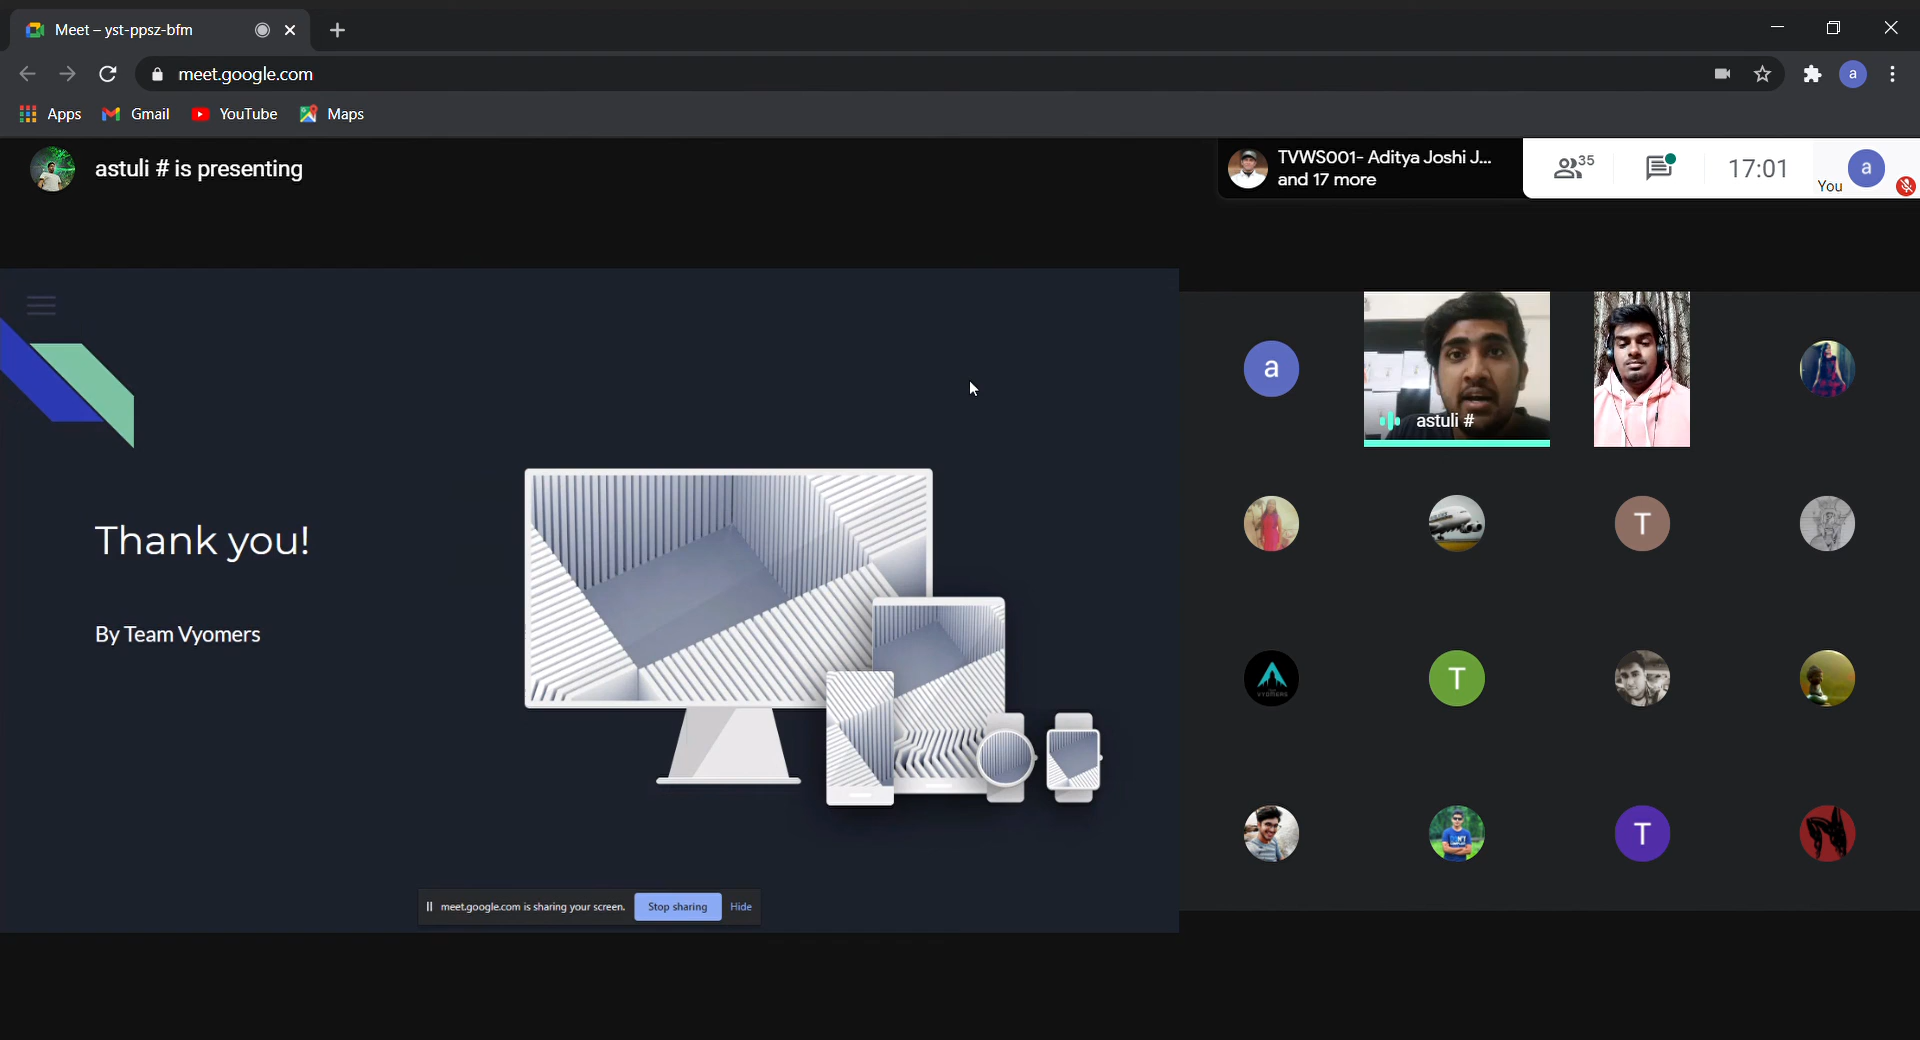 Meet – yst-ppsz-bfm
meet.google.com
a
Apps
Gmail
YouTube
Maps
astuli # is presenting
TVWS001- Aditya Joshi J...
and 17 more
35
17:01
You
a
a
astuli #
T
Thank you!
By Team Vyomers
VYOMERS
T
T
meet.google.com is sharing your screen.
Stop sharing
Hide